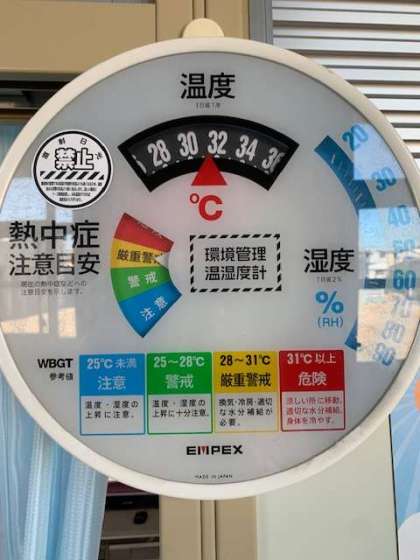 温度
1目盛1度
28 30 32 34
直射日光
禁止
℃
熱中症
注意目安
厳重警戒
警戒
注意
環境管理
温湿度計
湿度
1目盛2%
%
(RH)
20
30
40
50
60
70
80
90
WBGT
参考値
25℃未満
注意
温度・湿度の
上昇に注意。
25～28℃
警戒
温度・湿度の
上昇に十分注意。
28～31℃
厳重警戒
換気・冷房・適切
な水分補給が
必要。
31℃以上
危険
涼しい所に移動。
適切な水分補給。
身体を冷やす。
EMPEX
MADE IN JAPAN